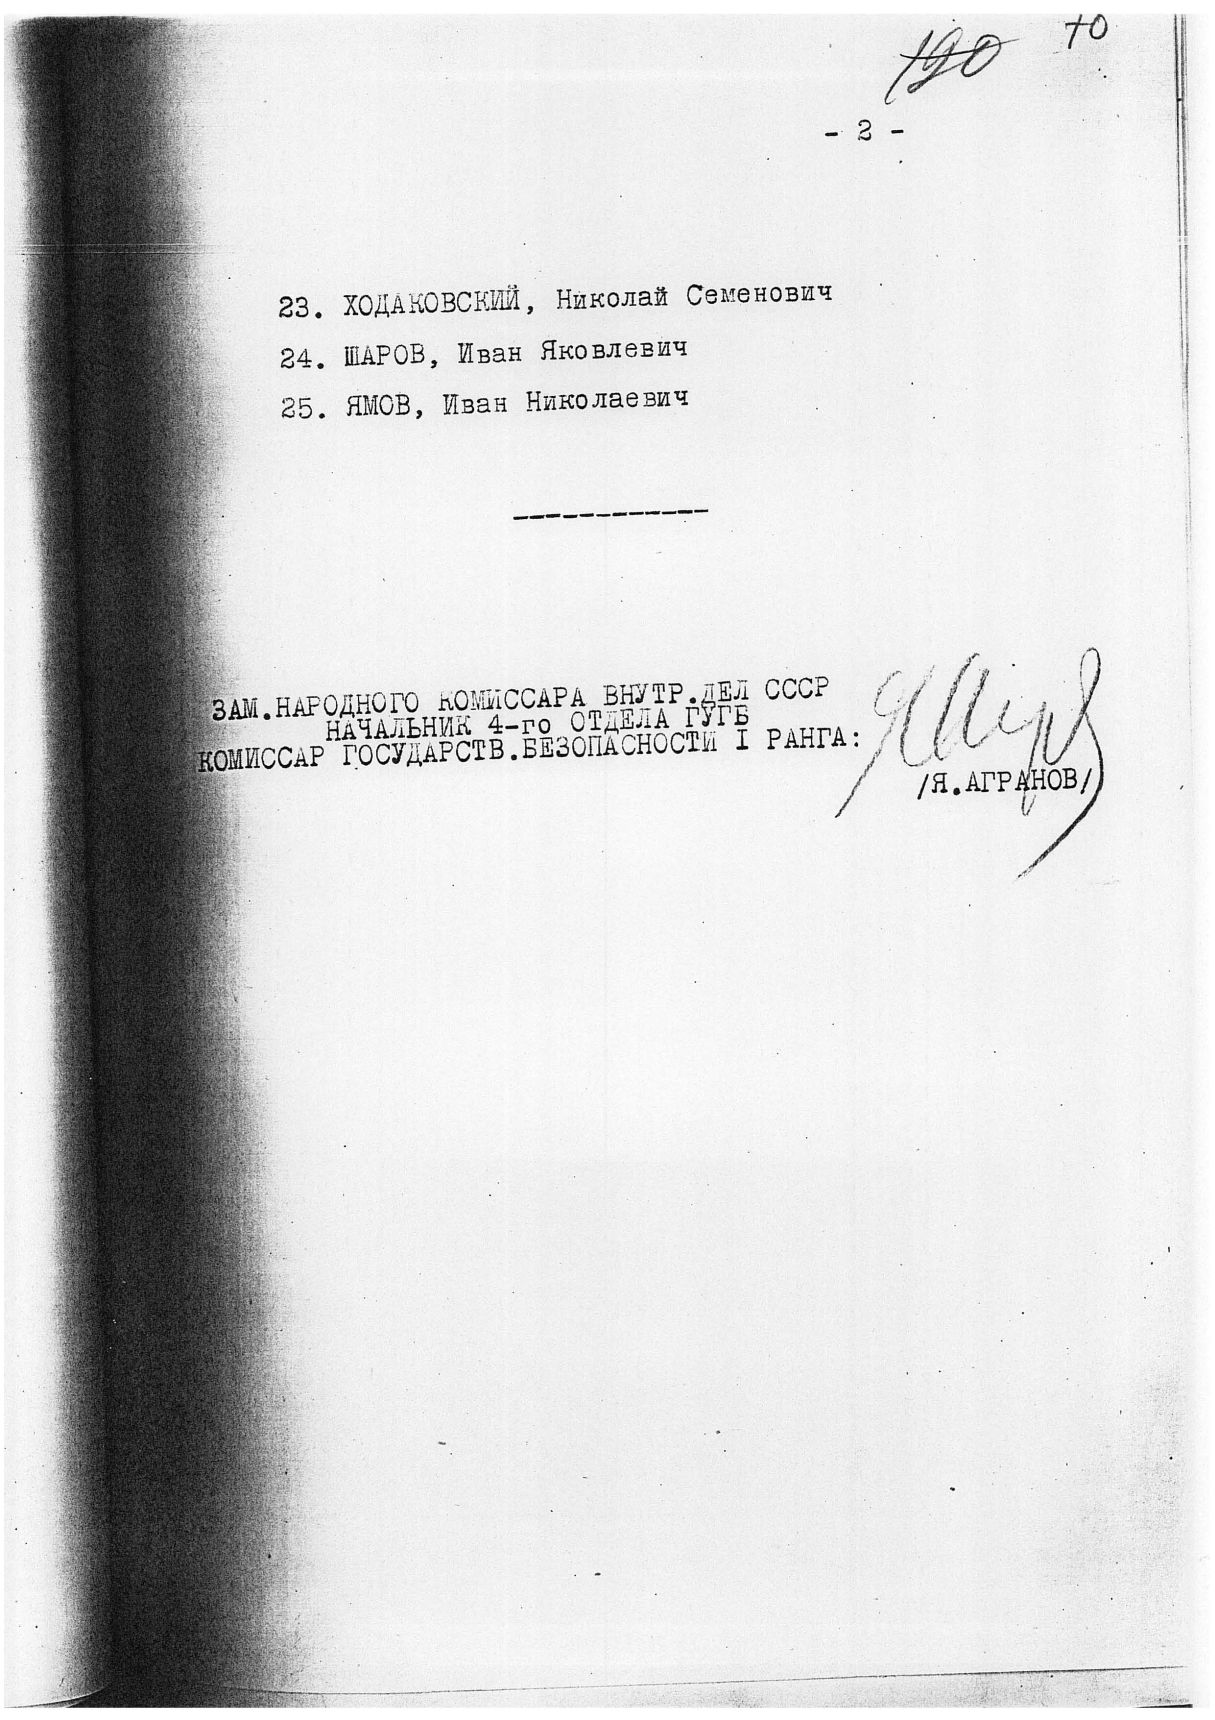 70
190
- 2 -
23. ХОДАКОВСКИЙ, Николай Семенович
24. ШАРОВ, Иван Яковлевич
25. ЯМОВ, Иван Николаевич
ЗАМ.НАРОДНОГО КОМИССАРА ВНУТР.ДЕЛ СССР
НАЧАЛЬНИК 4-го ОТДЕЛА ГУГБ
КОМИССАР ГОСУДАРСТВ.БЕЗОПАСНОСТИ I РАНГА:
/Я.АГРАНОВ/